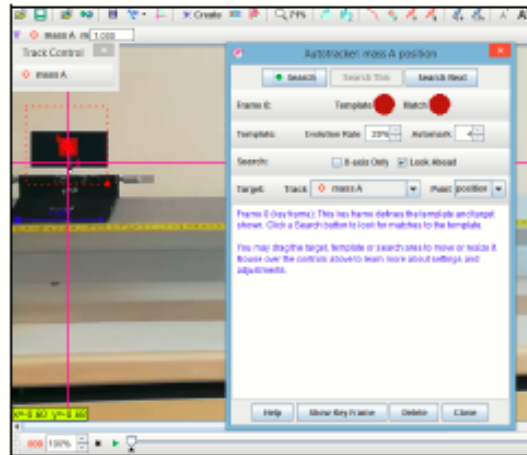 Create 74%
mass A m 1.000
Track Control
mass A
Autotracker: mass A position
Search Search This Search Next
Frame 0: Template Match
Template: Evolution Rate 20% Automark 4
Search: X-axis Only Look Ahead
Target: Track mass A Point position
Frame 0 (key frame): This key frame defines the template and target
shown. Click a Search button to look for matches to the template.
You may drag the target, template or search area to move or resize it.
Mouse over the controls above to learn more about settings and
adjustments.
Help Show Key Frame Delete Close
100%